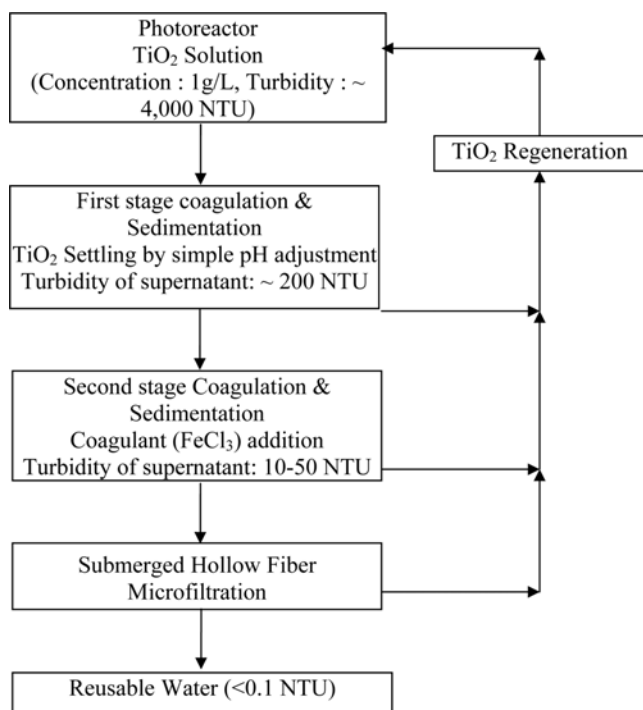 Photoreactor
TiO₂ Solution
(Concentration : 1g/L, Turbidity : ~
4,000 NTU)
TiO₂ Regeneration
First stage coagulation &
Sedimentation
TiO₂ Settling by simple pH adjustment
Turbidity of supernatant: ~ 200 NTU
Second stage Coagulation &
Sedimentation
Coagulant (FeCl₃) addition
Turbidity of supernatant: 10-50 NTU
Submerged Hollow Fiber
Microfiltration
Reusable Water (<0.1 NTU)